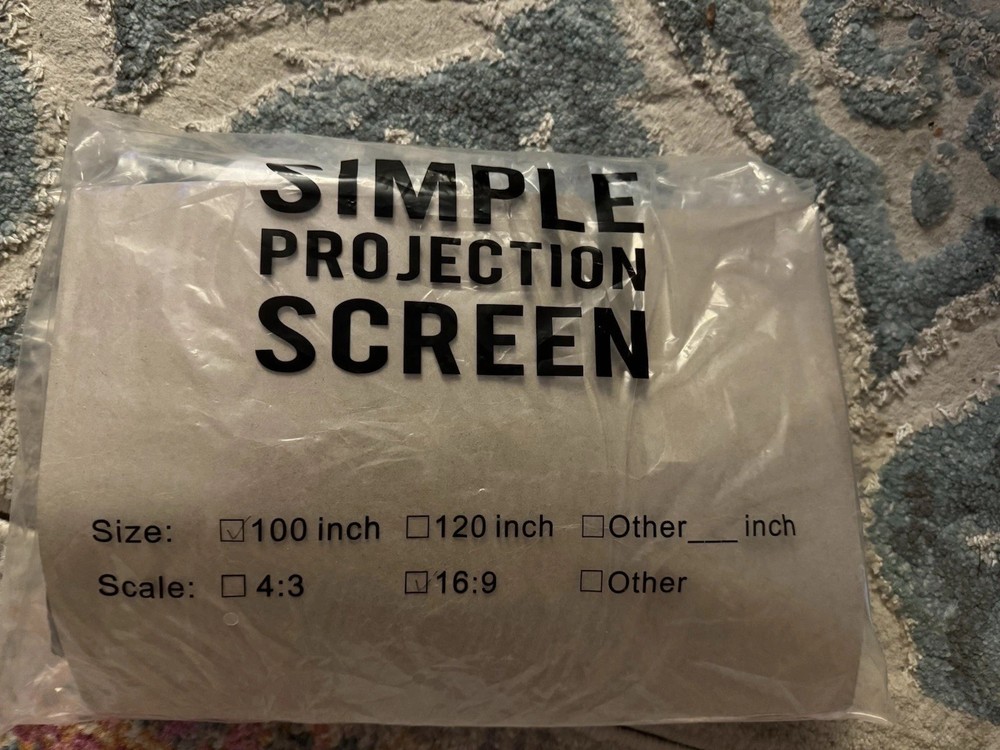 SIMPLE
PROJECTION
SCREEN
Size: ☑100 inch ☐120 inch ☐Other___ inch
Scale: ☐ 4:3 ☑16:9 ☐Other